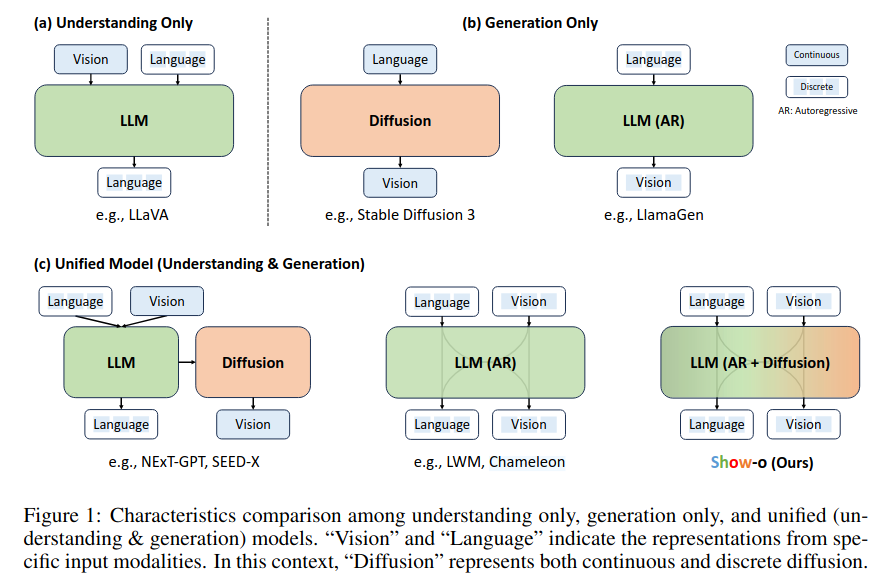 (a) Understanding Only
(b) Generation Only
Vision
Language
LLM
Language
e.g., LLaVA
Language
Diffusion
Vision
e.g., Stable Diffusion 3
Language
LLM (AR)
Vision
e.g., LlamaGen
Continuous
Discrete
AR: Autoregressive
(c) Unified Model (Understanding & Generation)
Language
Vision
LLM
Diffusion
Language
Vision
e.g., NExT-GPT, SEED-X
Language
Vision
LLM (AR)
Language
Vision
e.g., LWM, Chameleon
Language
Vision
LLM (AR + Diffusion)
Language
Vision
Show-o (Ours)
Figure 1: Characteristics comparison among understanding only, generation only, and unified (un-
derstanding & generation) models. “Vision” and “Language” indicate the representations from spe-
cific input modalities. In this context, “Diffusion” represents both continuous and discrete diffusion.